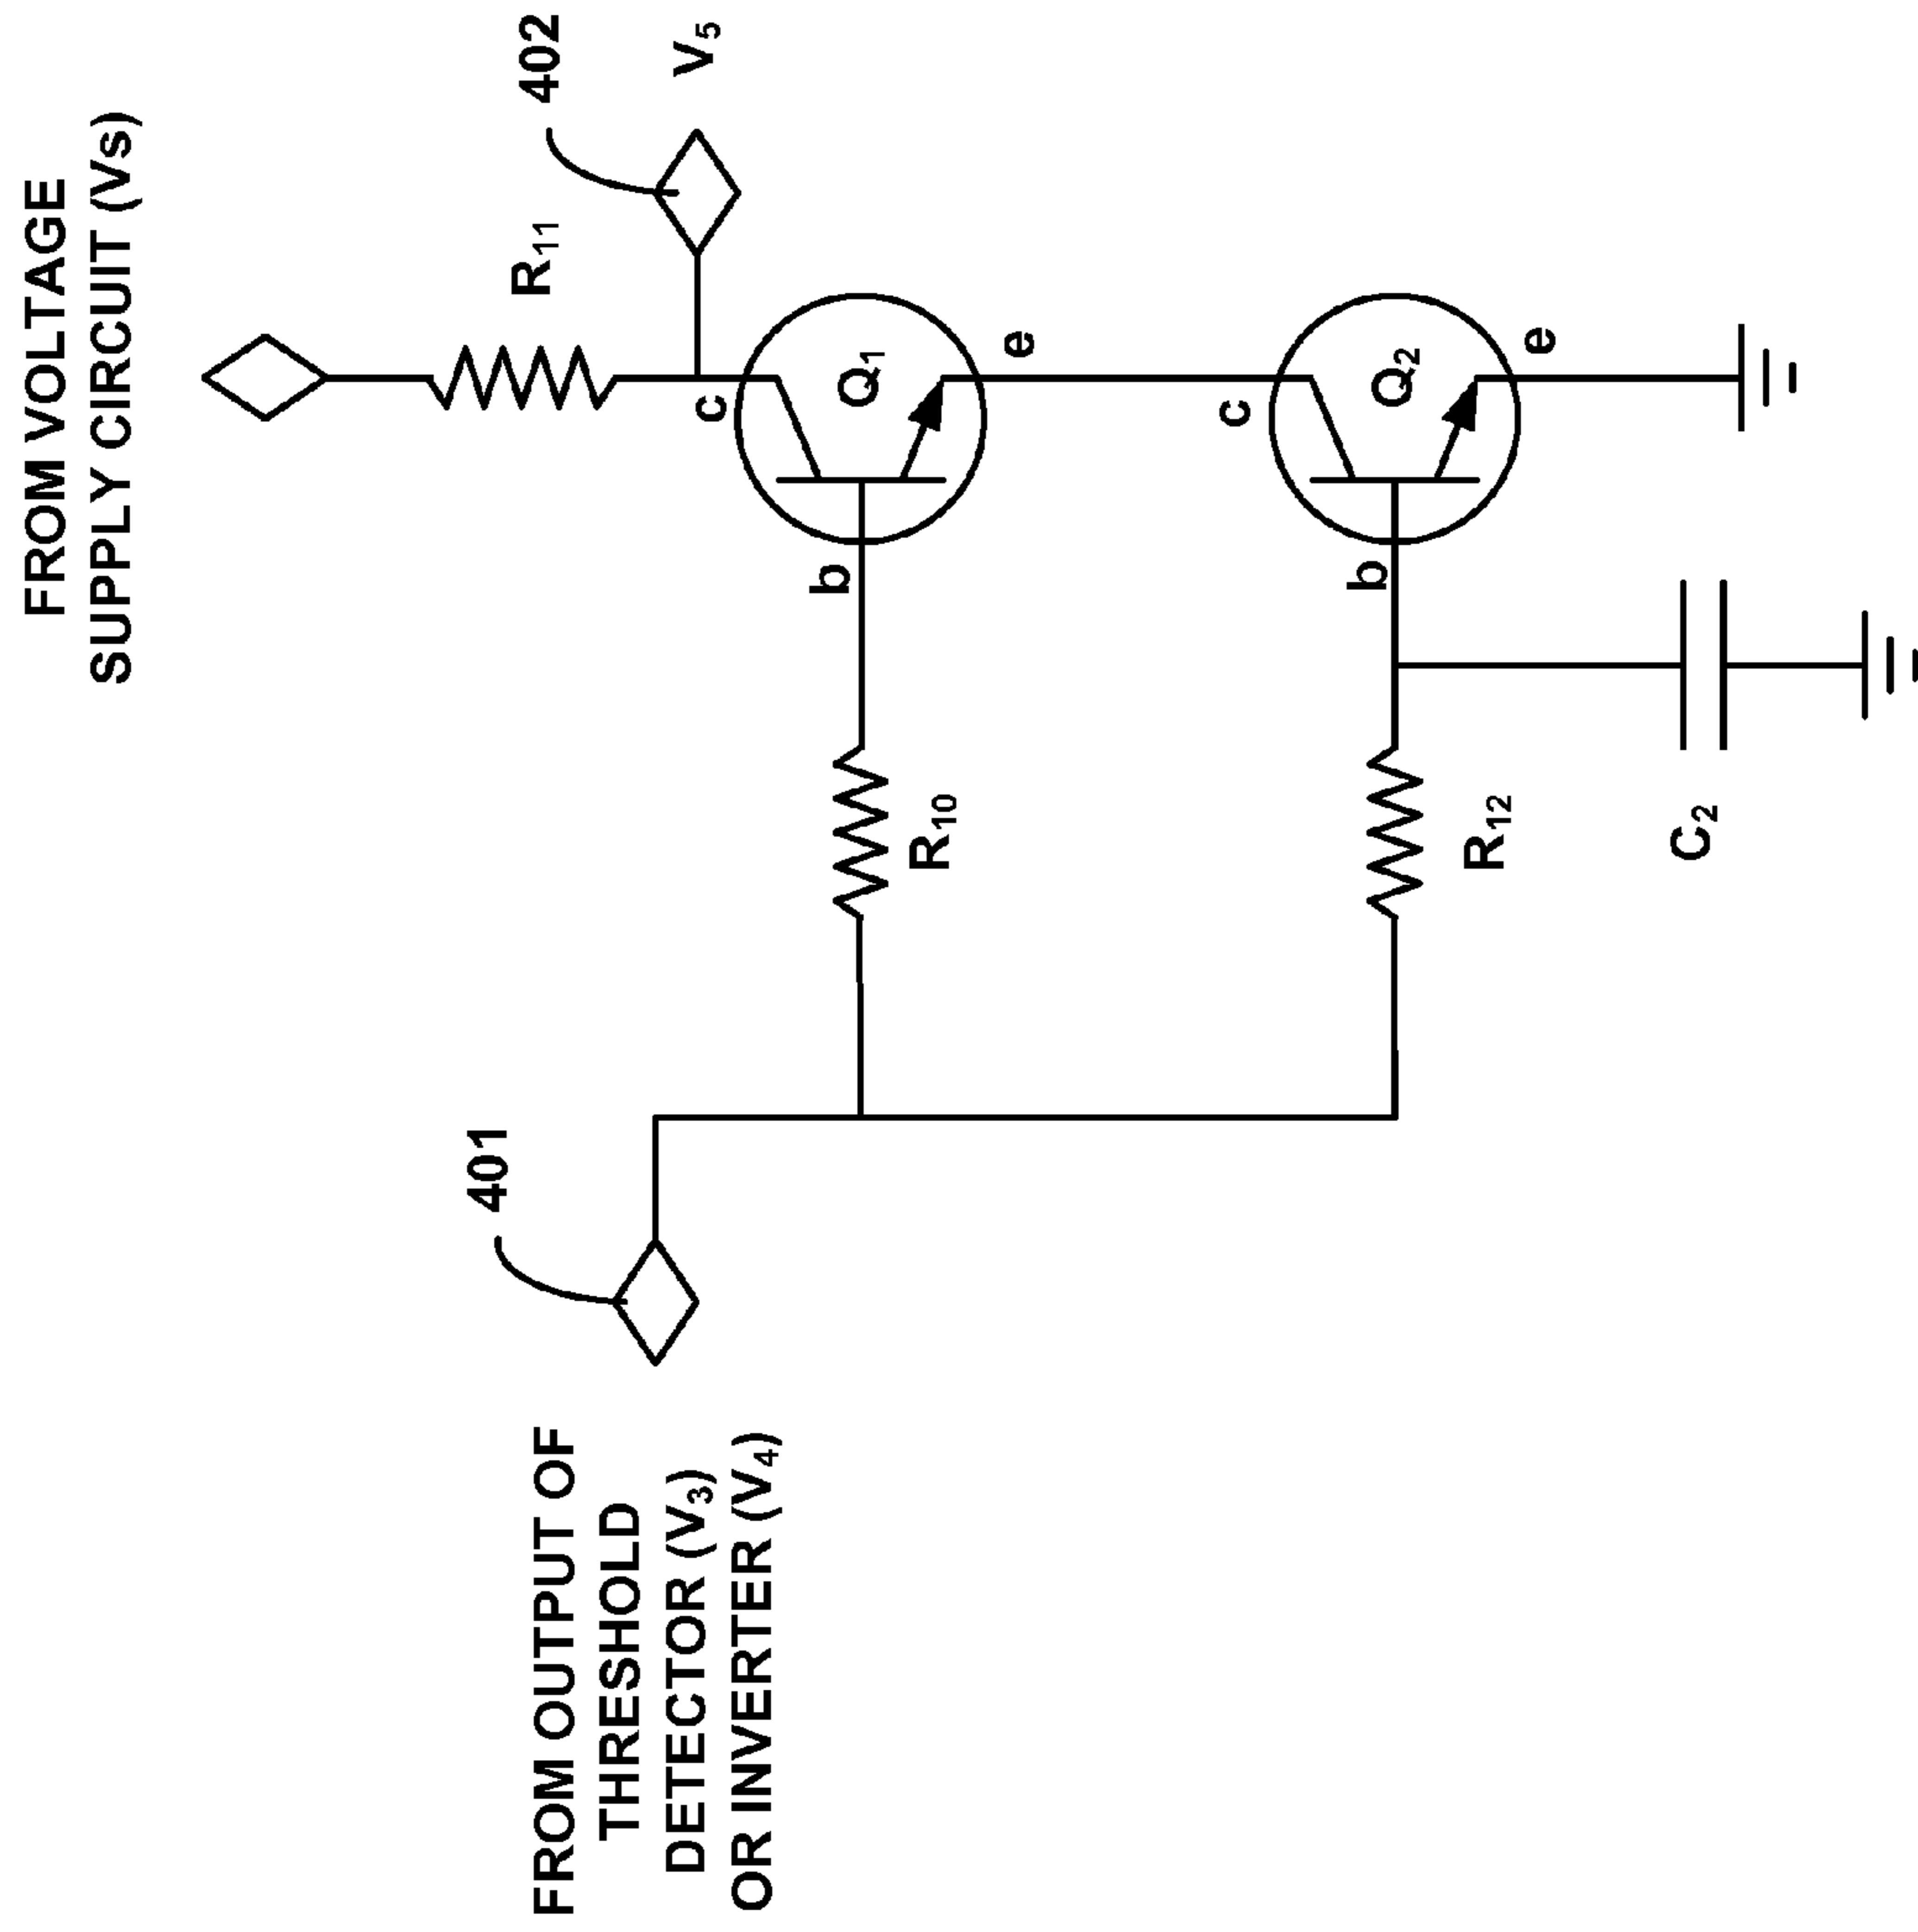 FROM VOLTAGE
SUPPLY CIRCUIT (Vs)
402
V5
R11
c
Q1
e
b
R10
c
Q2
e
b
R12
C2
401
FROM OUTPUT OF
THRESHOLD
DETECTOR (V3)
OR INVERTER (V4)